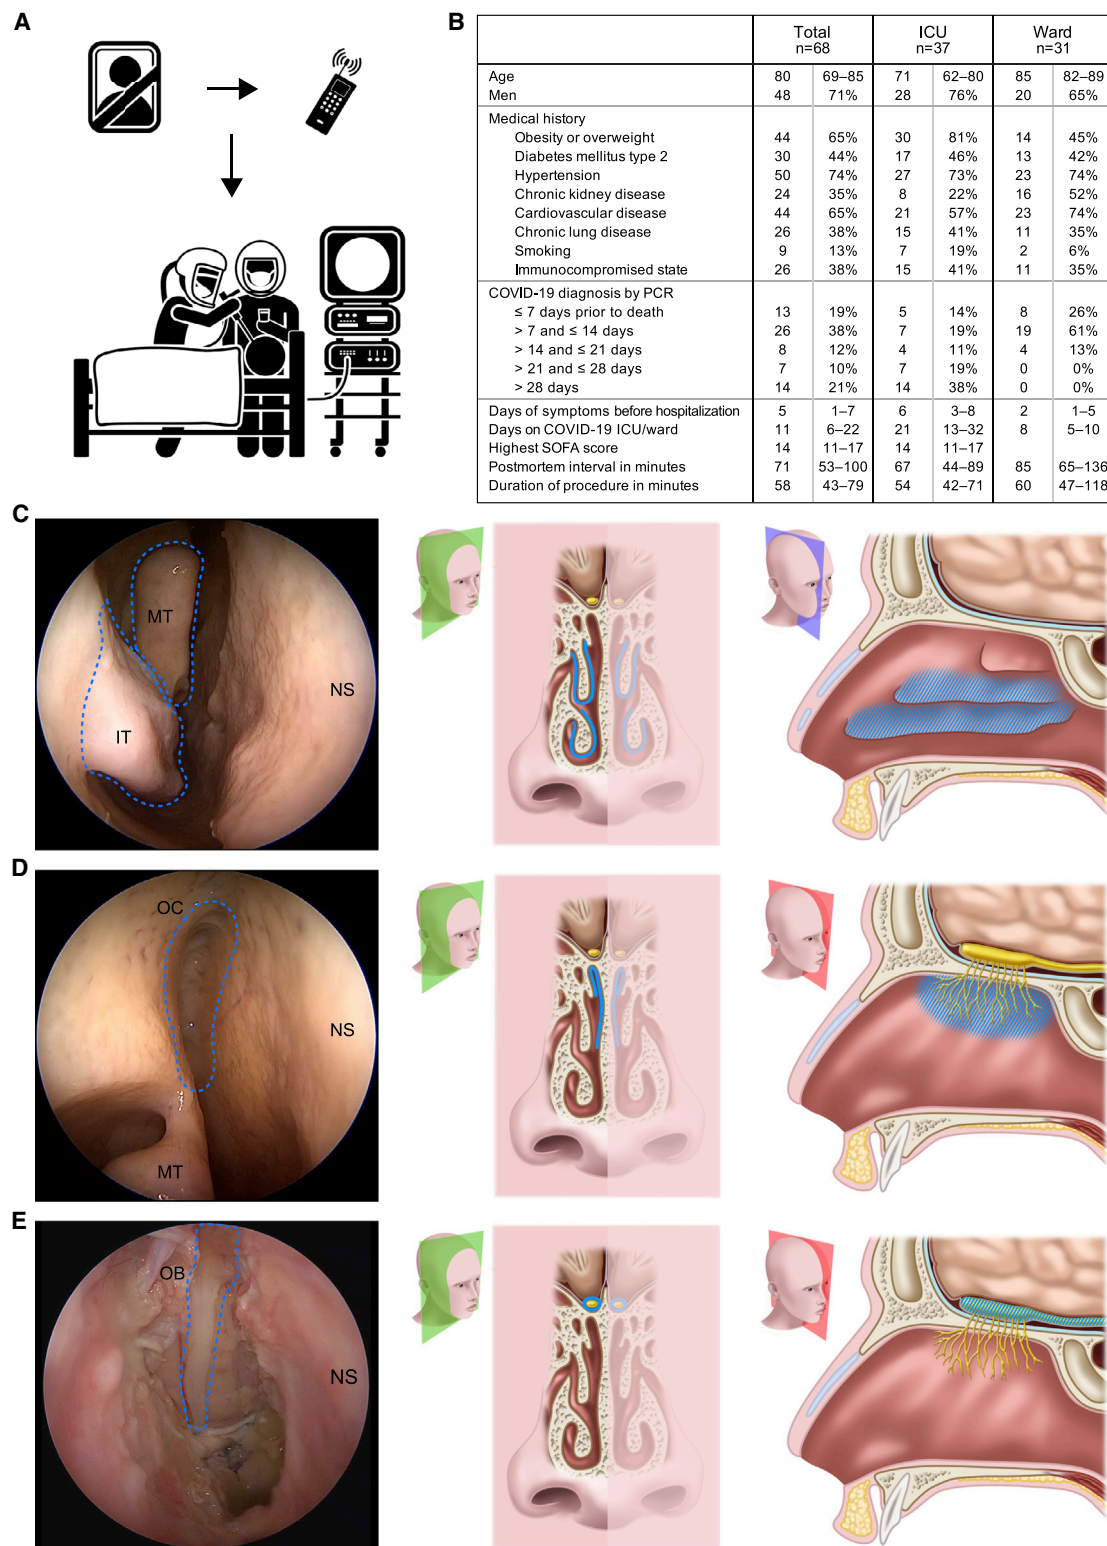 A
B
Total ICU Ward
n=68 n=37 n=31
Age 80 69–85 71 62–80 85 82–89
Men 48 71% 28 76% 20 65%
Medical history
Obesity or overweight 44 65% 30 81% 14 45%
Diabetes mellitus type 2 30 44% 17 46% 13 42%
Hypertension 50 74% 27 73% 23 74%
Chronic kidney disease 24 35% 8 22% 16 52%
Cardiovascular disease 44 65% 21 57% 23 74%
Chronic lung disease 26 38% 15 41% 11 35%
Smoking 9 13% 7 19% 2 6%
Immunocompromised state 26 38% 15 41% 11 35%
COVID-19 diagnosis by PCR
≤ 7 days prior to death 13 19% 5 14% 8 26%
> 7 and ≤ 14 days 26 38% 7 19% 19 61%
> 14 and ≤ 21 days 8 12% 4 11% 4 13%
> 21 and ≤ 28 days 7 10% 7 19% 0 0%
> 28 days 14 21% 14 38% 0 0%
Days of symptoms before hospitalization 5 1–7 6 3–8 2 1–5
Days on COVID-19 ICU/ward 11 6–22 21 13–32 8 5–10
Highest SOFA score 14 11–17 14 11–17
Postmortem interval in minutes 71 53–100 67 44–89 85 65–136
Duration of procedure in minutes 58 43–79 54 42–71 60 47–118
C
MT
NS
IT
D
OC
NS
MT
E
OB
NS